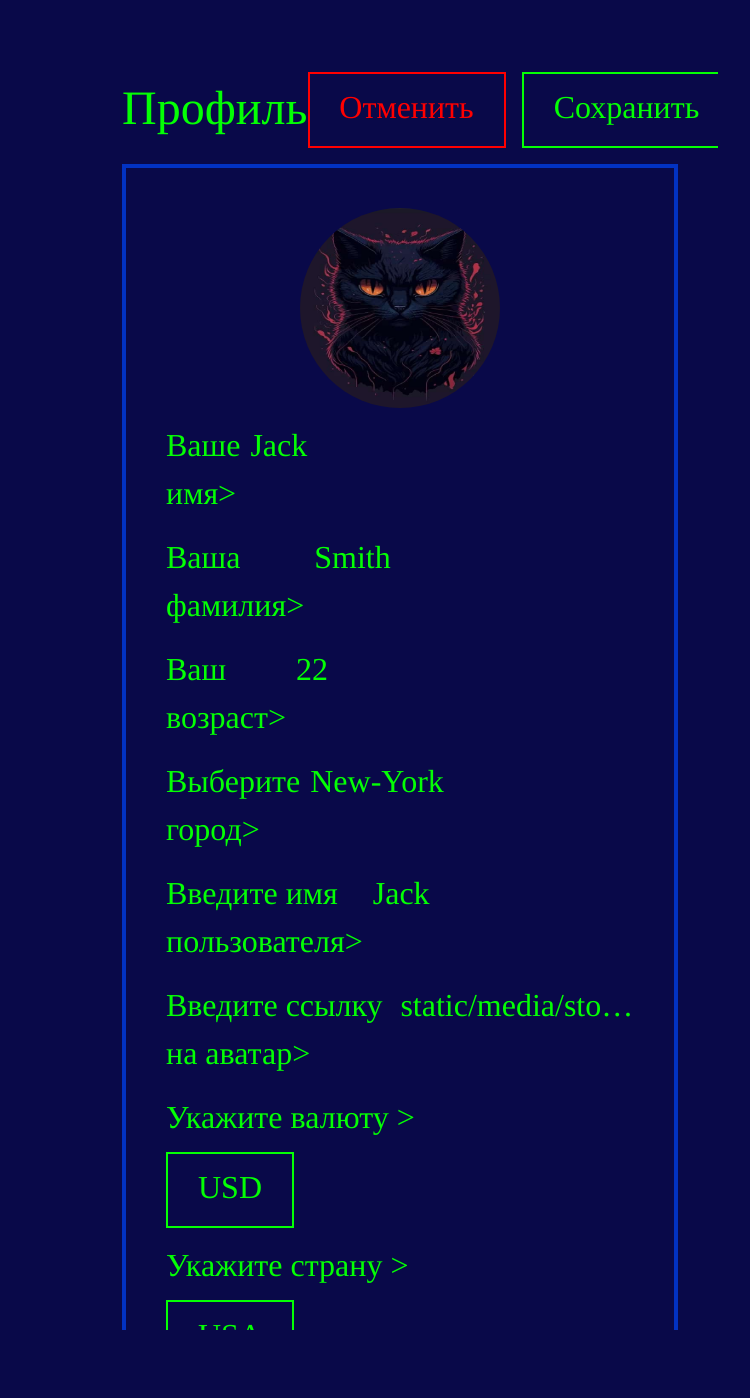 Профиль Отменить Сохранить
Ваше Jack
имя>
Ваша Smith
фамилия>
Ваш 22
возраст>
Выберите New-York
город>
Введите имя Jack
пользователя>
Введите ссылку static/media/sto…
на аватар>
Укажите валюту >
USD
Укажите страну >
USA